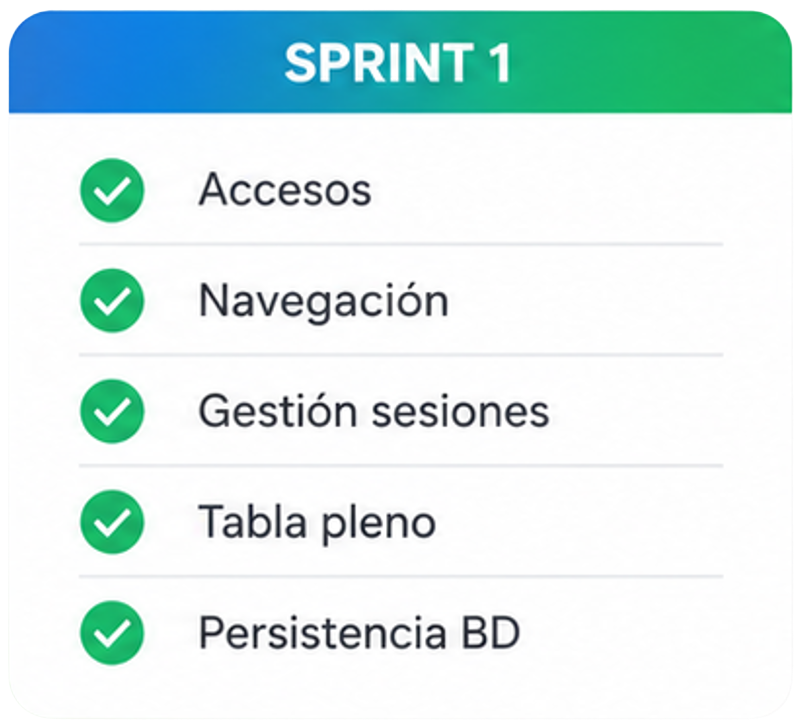 SPRINT 1
Accesos
Navegación
Gestión sesiones
Tabla pleno
Persistencia BD